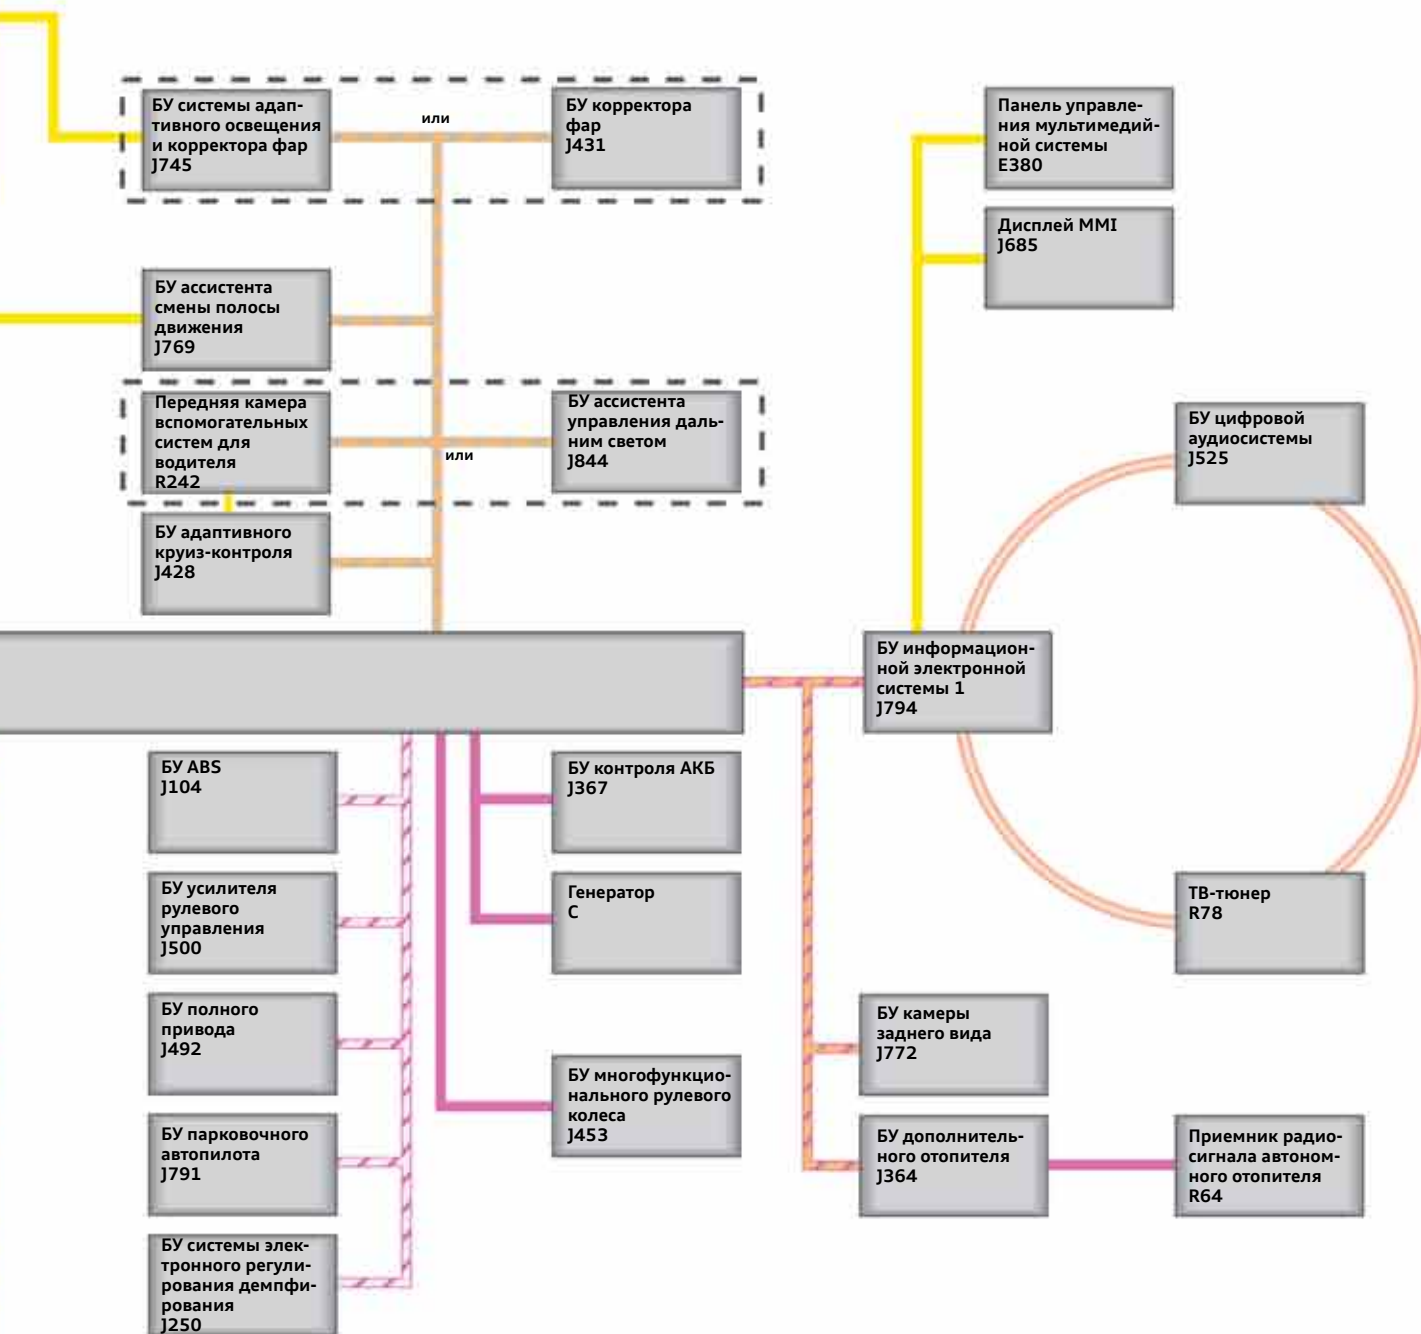 БУ системы адап-
тивного освещения
и корректора фар
J745
или
БУ корректора
фар
J431
Панель управле-
ния мультимедий-
ной системы
E380
Дисплей MMI
J685
БУ ассистента
смены полосы
движения
J769
Передняя камера
вспомогательных
систем для
водителя
R242
или
БУ ассистента
управления даль-
ним светом
J844
БУ цифровой
аудиосистемы
J525
БУ адаптивного
круиз-контроля
J428
БУ информацион-
ной электронной
системы 1
J794
БУ ABS
J104
БУ контроля АКБ
J367
БУ усилителя
рулевого
управления
J500
Генератор
C
ТВ-тюнер
R78
БУ полного
привода
J492
БУ камеры
заднего вида
J772
БУ многофункцио-
нального рулевого
колеса
J453
БУ парковочного
автопилота
J791
БУ дополнитель-
ного отопителя
J364
Приемник радио-
сигнала автоном-
ного отопителя
R64
БУ системы элек-
тронного регули-
рования демпфи-
рования
J250